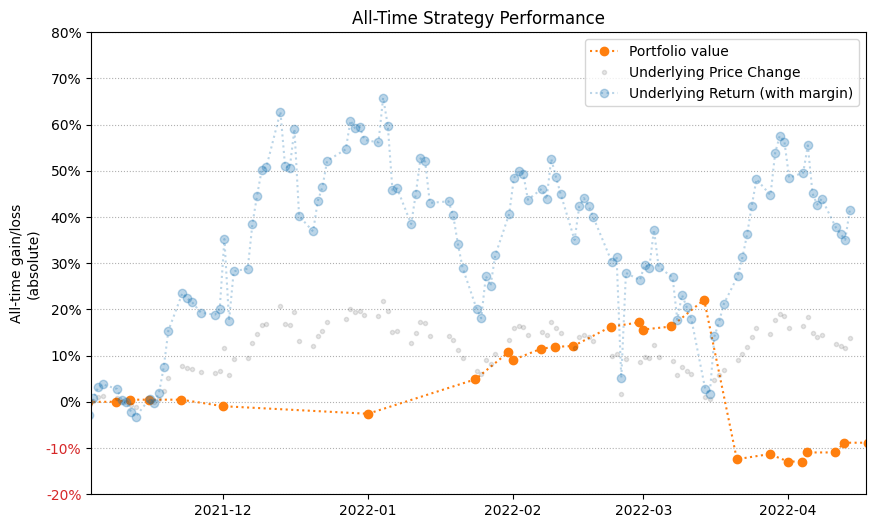 All-Time Strategy Performance
80%
70%
60%
50%
40%
30%
20%
10%
0%
-10%
-20%
All-time gain/loss
(absolute)
Portfolio value
Underlying Price Change
Underlying Return (with margin)
2021-12
2022-01
2022-02
2022-03
2022-04